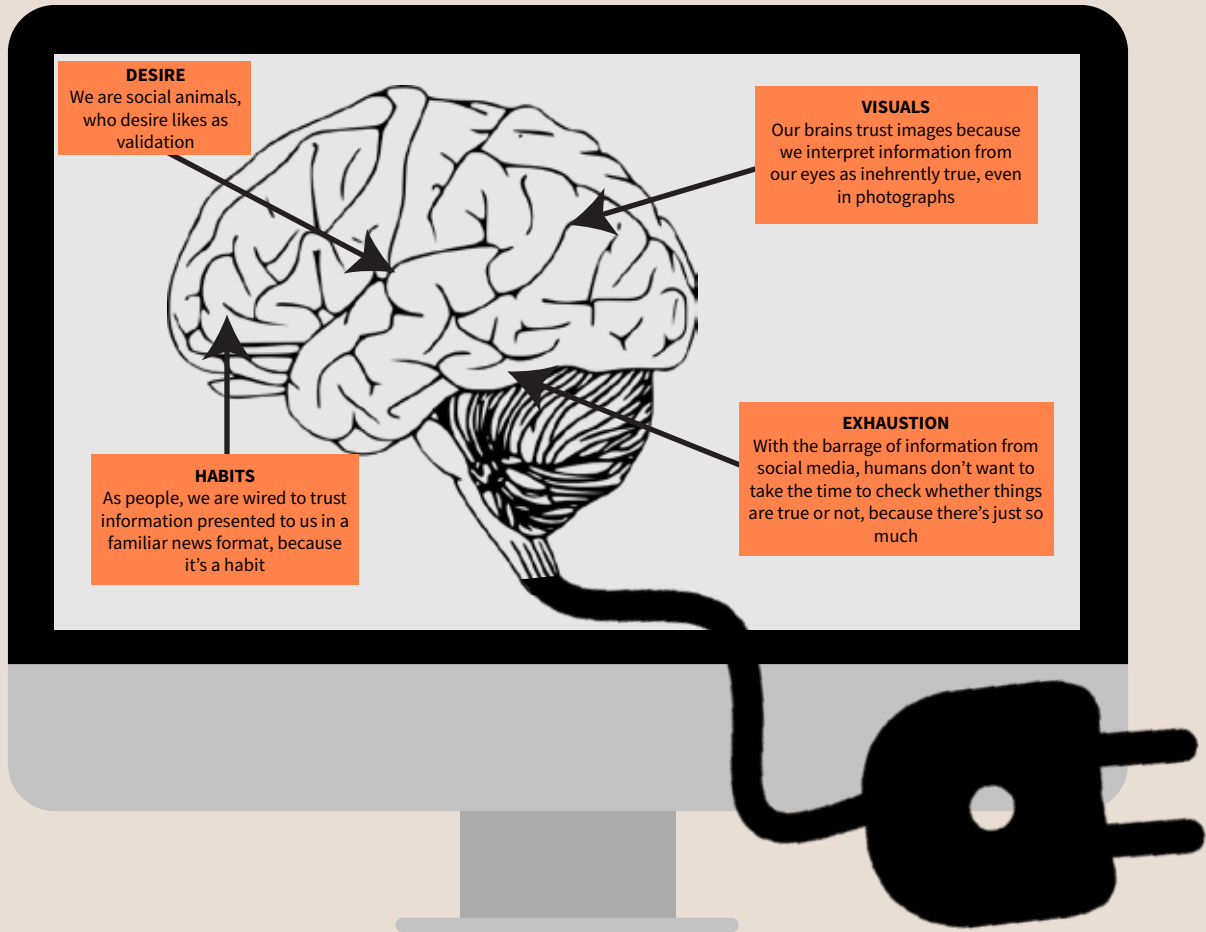 DESIRE
We are social animals,
who desire likes as
validation
VISUALS
Our brains trust images because
we interpret information from
our eyes as inehrently true, even
in photographs
HABITS
As people, we are wired to trust
information presented to us in a
familiar news format, because
it’s a habit
EXHAUSTION
With the barrage of information from
social media, humans don’t want to
take the time to check whether things
are true or not, because there’s just so
much